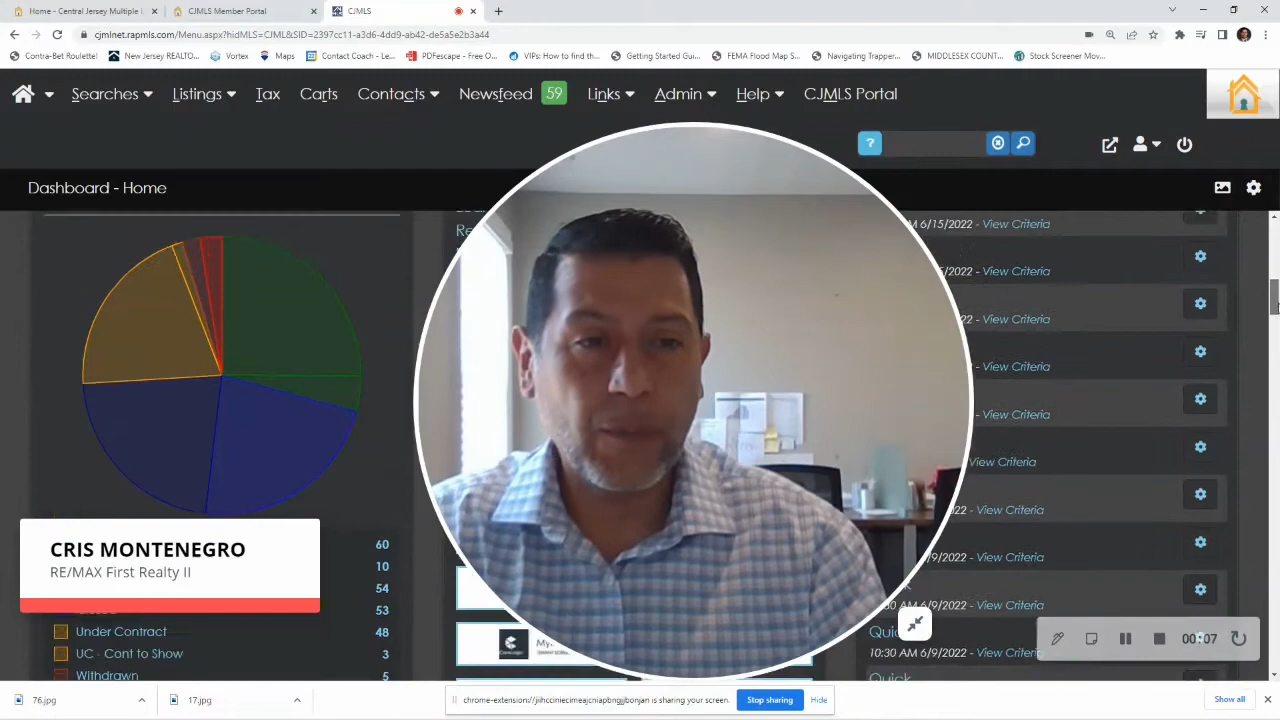 Home - Central Jersey Multiple L
CJMLS Member Portal
CJMLS
cjmlnet.rapmls.com/Menu.aspx?hidMLS=CJML&SID=2397cc11-a3d6-4dd9-ab42-de5a5e2b3a44
Contra-Bet Roulette!
New Jersey REALTO...
Vortex
Maps
Contact Coach - Le...
PDFescape - Free O...
VIPs: How to find th...
Getting Started Gui...
FEMA Flood Map S...
Navigating Trapper...
MIDDLESEX COUNT...
Stock Screener Mov...
Searches
Listings
Tax
Carts
Contacts
Newsfeed 59
Links
Admin
Help
CJMLS Portal
?
Dashboard - Home
6/15/2022 - View Criteria
View Criteria
View Criteria
View Criteria
View Criteria
View Criteria
View Criteria
6/9/2022 - View Criteria
AM 6/9/2022 - View Criteria
10:30 AM 6/9/2022 - View Criteria
Quick
CRIS MONTENEGRO
RE/MAX First Realty II
60
10
54
53
Under Contract 48
UC - Cont to Show 3
Withdrawn 5
00:07
76.jpg
17.jpg
chrome-extension://jiihcciniecimeajcniapbngjjbonjan is sharing your screen.
Stop sharing
Hide
Show all